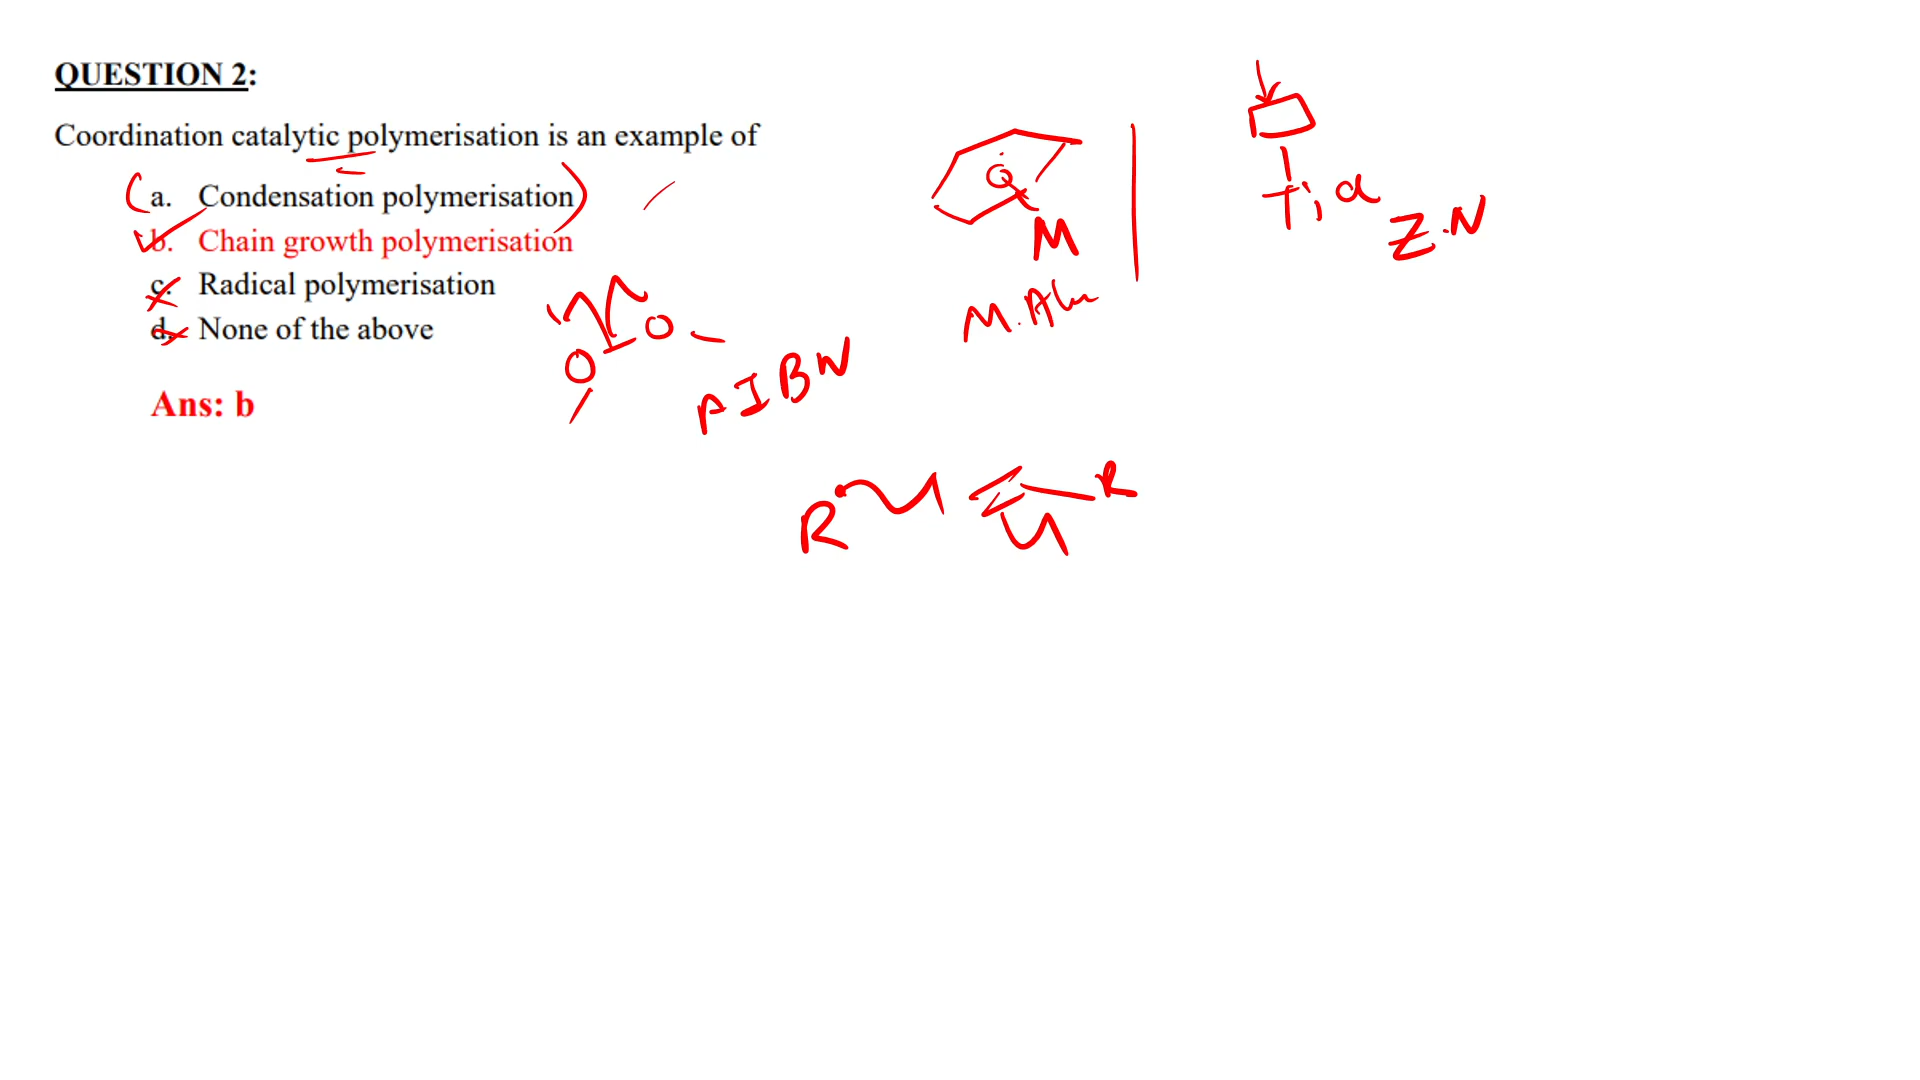 QUESTION 2:
Coordination catalytic polymerisation is an example of
a. Condensation polymerisation
b. Chain growth polymerisation
c. Radical polymerisation
d. None of the above
Ans: b
M
Ti
Z.N
O O
AIBN
R R